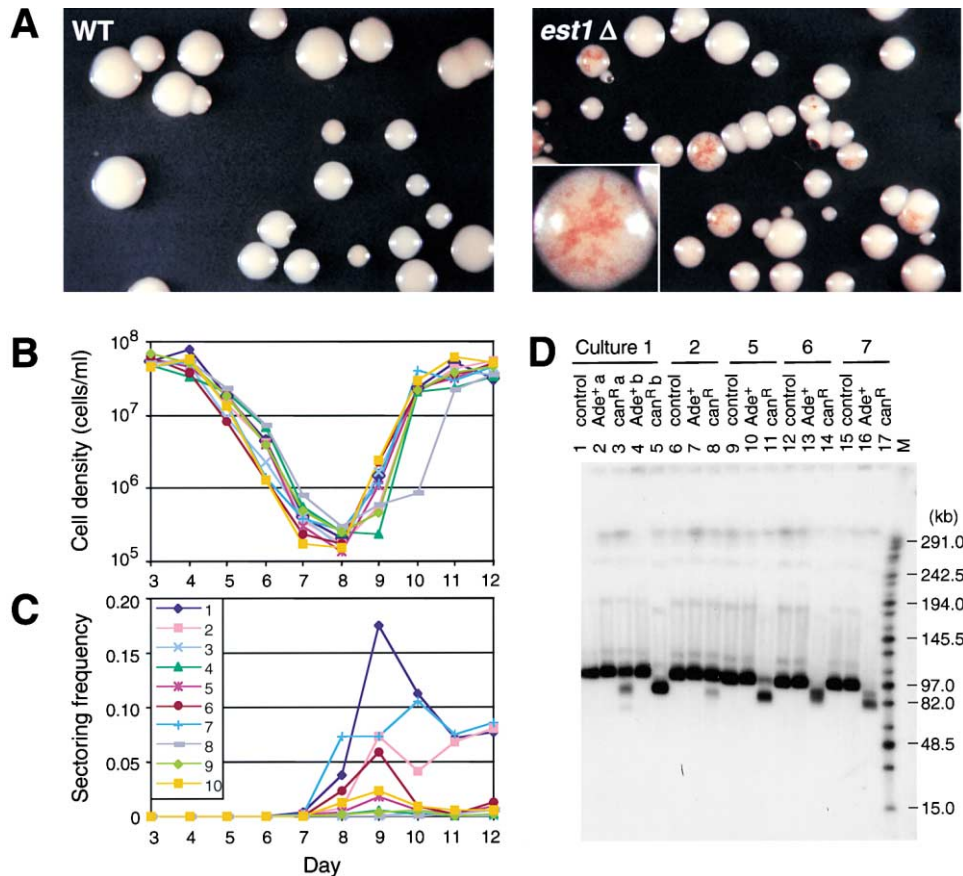 A
WT
est1 Δ
B
Cell density (cells/ml)
10^8
10^7
10^6
10^5
3 4 5 6 7 8 9 10 11 12
C
Sectoring frequency
0.20
0.15
0.10
0.05
0
1
2
3
4
5
6
7
8
9
10
3 4 5 6 7 8 9 10 11 12
Day
D
Culture 1 2 5 6 7
control Ade+ a canR a Ade+ b canR b control Ade+ canR control Ade+ canR control Ade+ canR control Ade+ canR
1 2 3 4 5 6 7 8 9 10 11 12 13 14 15 16 17 M
(kb)
291.0
242.5
194.0
145.5
97.0
82.0
48.5
15.0